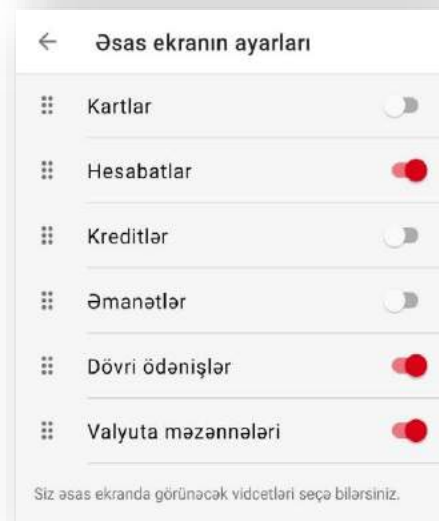 Əsas ekranın ayarları
Kartlar
Hesabatlar
Kreditlər
Əmanətlər
Dövri ödənişlər
Valyuta məzənnələri
Siz əsas ekranda görünəcək vidcetləri seçə bilərsiniz.